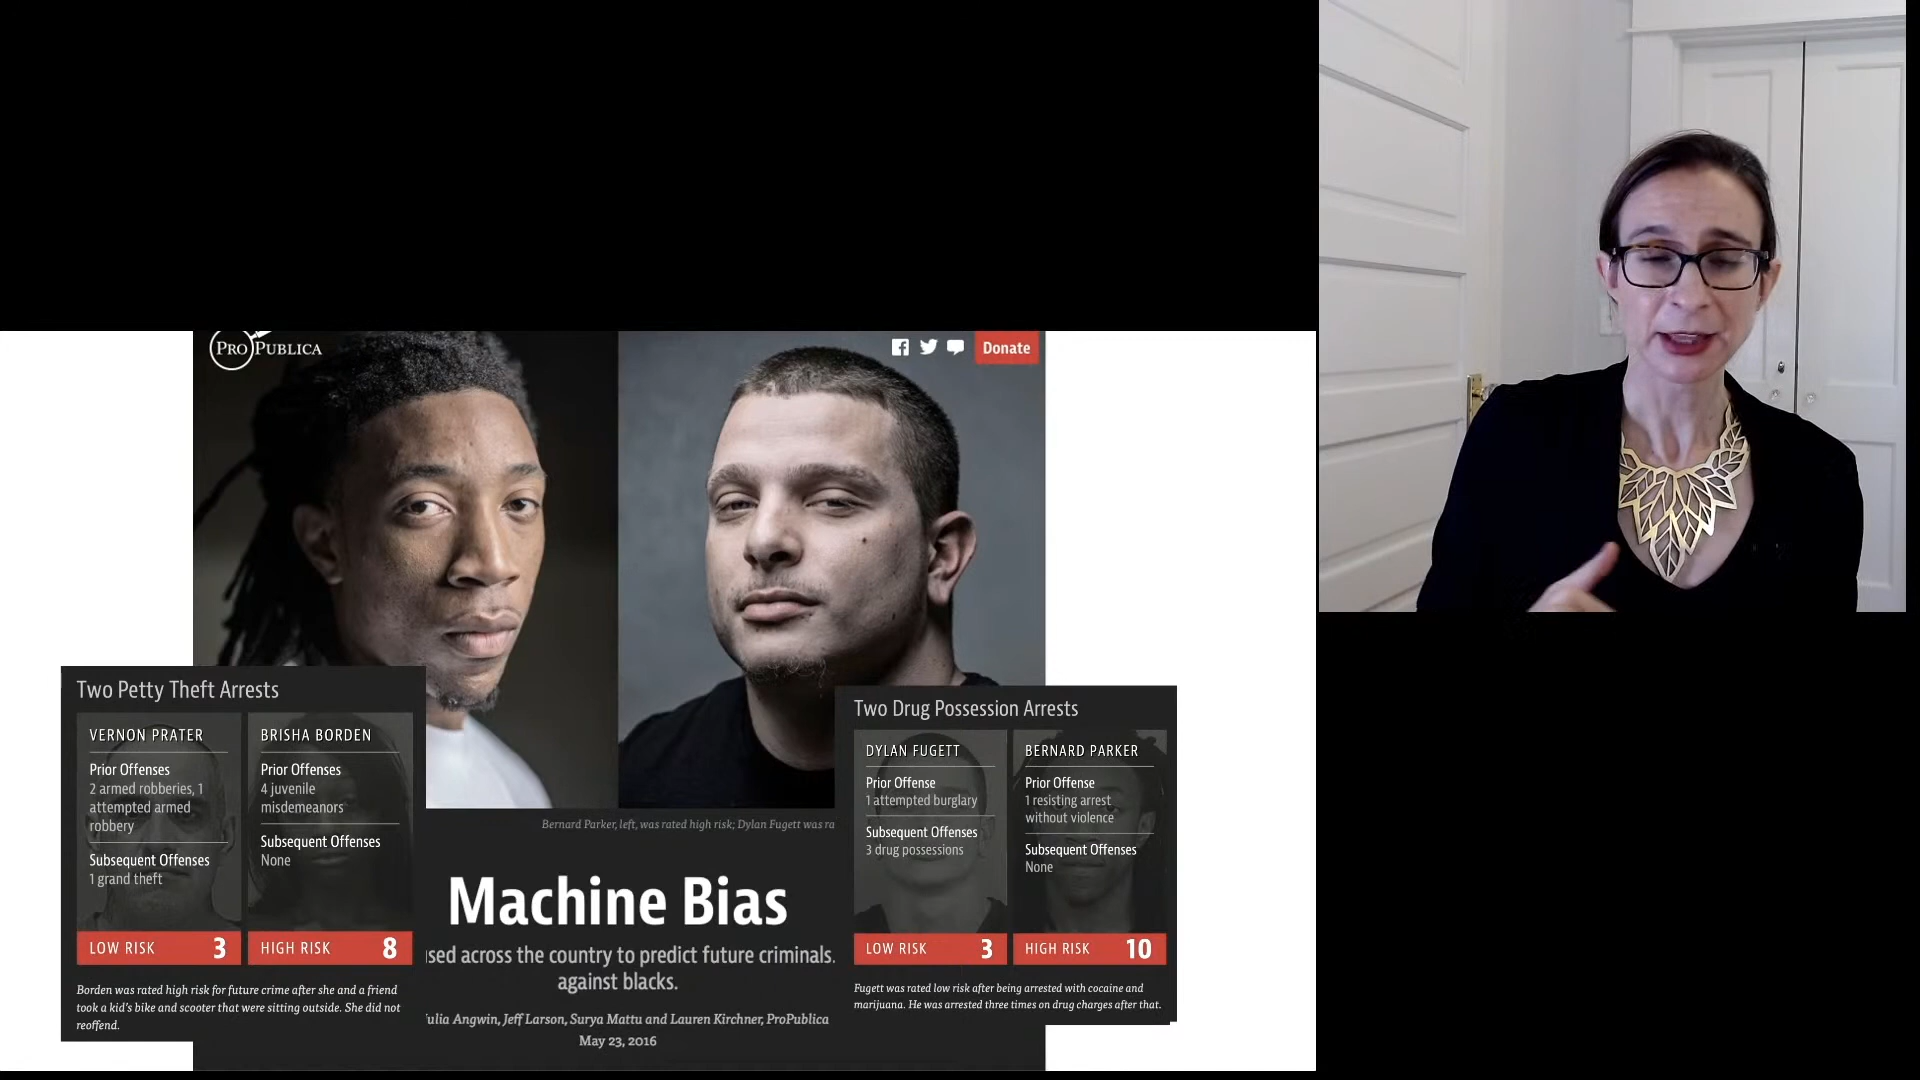 PROPUBLICA
Donate
Two Petty Theft Arrests
VERNON PRATER
Prior Offenses
2 armed robberies, 1
attempted armed
robbery
Subsequent Offenses
1 grand theft
LOW RISK 3
BRISHA BORDEN
Prior Offenses
4 juvenile
misdemeanors
Subsequent Offenses
None
HIGH RISK 8
Borden was rated high risk for future crime after she and a friend
took a kid's bike and scooter that were sitting outside. She did not
reoffend.
Two Drug Possession Arrests
DYLAN FUGETT
Prior Offense
1 attempted burglary
Subsequent Offenses
3 drug possessions
LOW RISK 3
BERNARD PARKER
Prior Offense
1 resisting arrest
without violence
Subsequent Offenses
None
HIGH RISK 10
Fugett was rated low risk after being arrested with cocaine and
marijuana. He was arrested three times on drug charges after that.
Bernard Parker, left, was rated high risk; Dylan Fugett was ra
Machine Bias
sed across the country to predict future criminals.
against blacks.
ulia Angwin, Jeff Larson, Surya Mattu and Lauren Kirchner, ProPublica
May 23, 2016